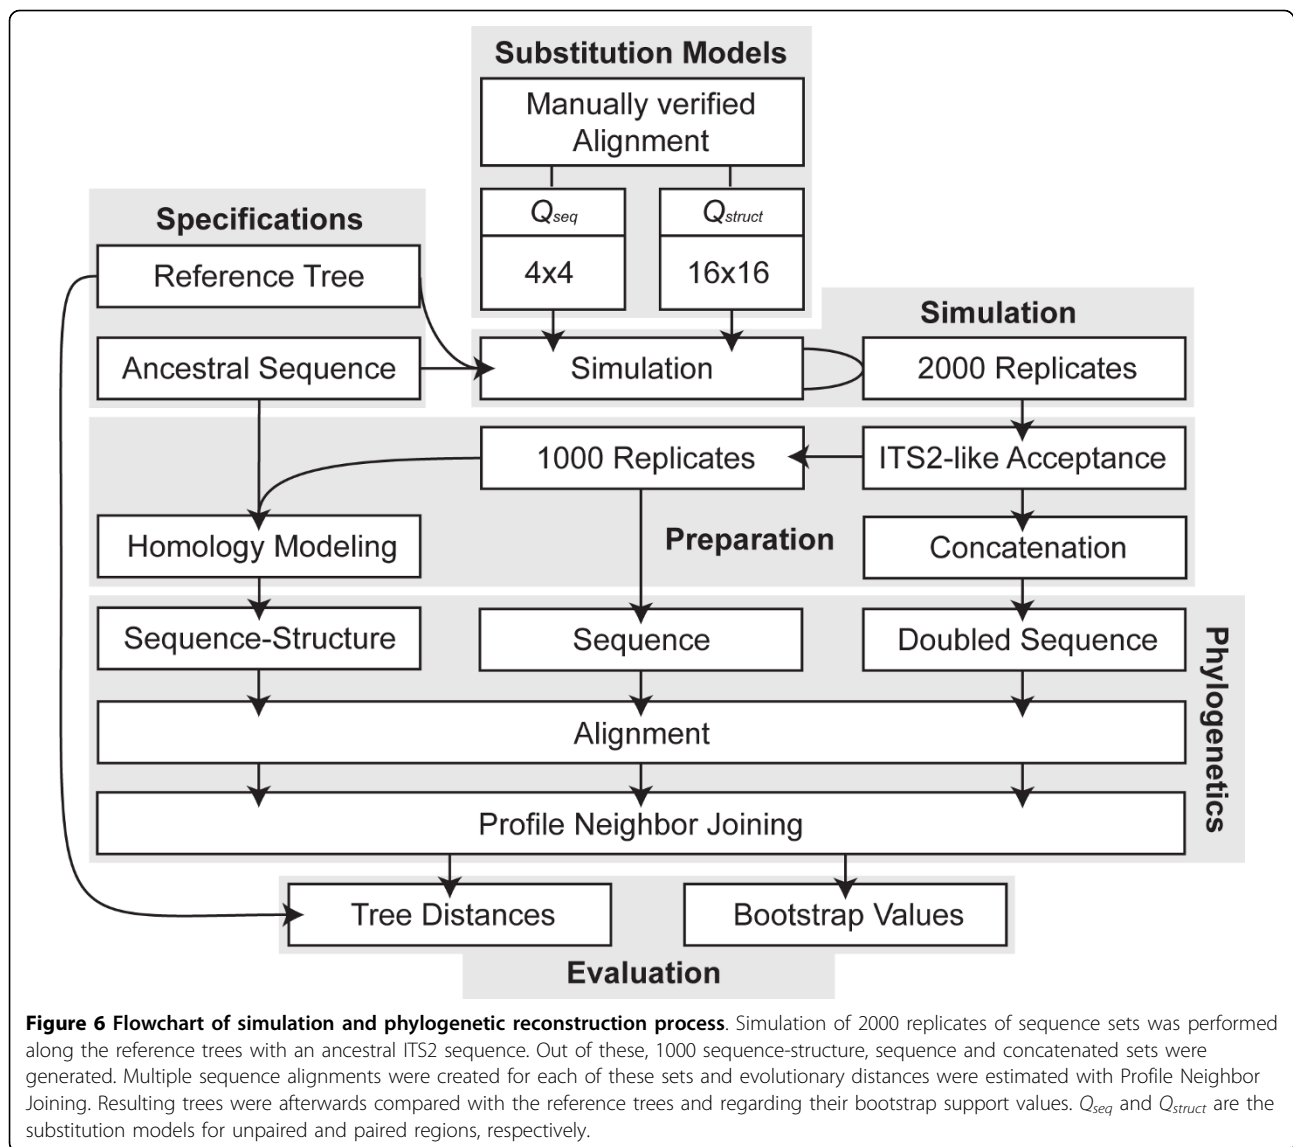 Substitution Models
Manually verified
Alignment
Qseq
Qstruct
4x4
16x16
Specifications
Reference Tree
Ancestral Sequence
Simulation
Simulation
2000 Replicates
1000 Replicates
ITS2-like Acceptance
Homology Modeling
Preparation
Concatenation
Sequence-Structure
Sequence
Doubled Sequence
Phylogenetics
Alignment
Profile Neighbor Joining
Tree Distances
Bootstrap Values
Evaluation
Figure 6 Flowchart of simulation and phylogenetic reconstruction process. Simulation of 2000 replicates of sequence sets was performed
along the reference trees with an ancestral ITS2 sequence. Out of these, 1000 sequence-structure, sequence and concatenated sets were
generated. Multiple sequence alignments were created for each of these sets and evolutionary distances were estimated with Profile Neighbor
Joining. Resulting trees were afterwards compared with the reference trees and regarding their bootstrap support values. Qseq and Qstruct are the
substitution models for unpaired and paired regions, respectively.